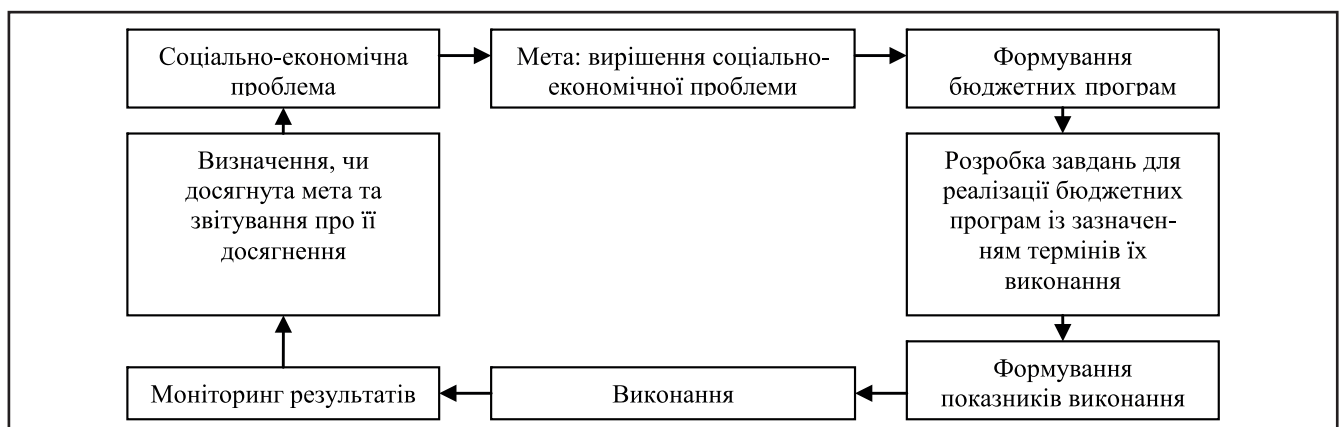 Соціально-економічна
проблема
Мета: вирішення соціально-
економічної проблеми
Формування
бюджетних програм
Визначення, чи
досягнута мета та
звітування про її
досягнення
Розробка завдань для
реалізації бюджетних
програм із зазначен-
ням термінів їх
виконання
Моніторинг результатів
Виконання
Формування
показників виконання